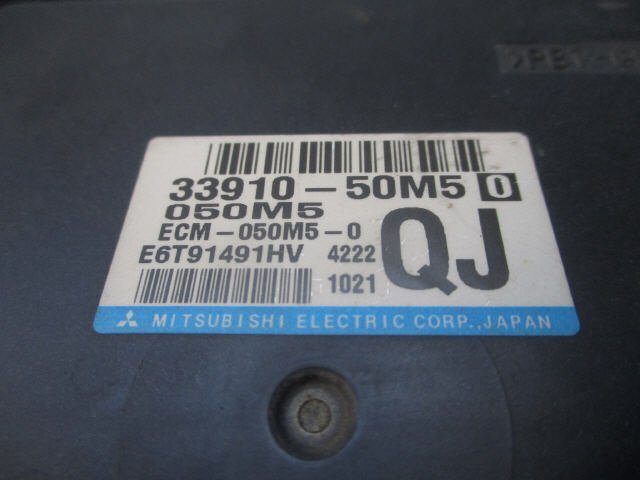 33910-50M5 0
050M5
ECM-050M5-0
E6T91491HV 4222
QJ
1021
MITSUBISHI ELECTRIC CORP., JAPAN